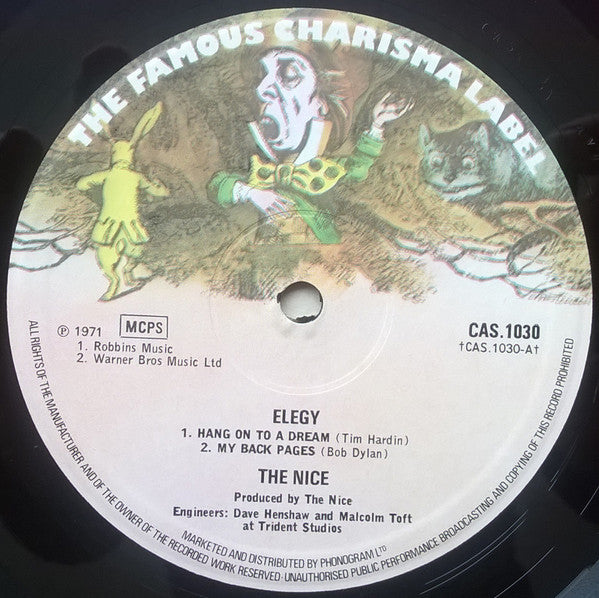 THE FAMOUS CHARISMA LABEL
℗ 1971 MCPS
1. Robbins Music
2. Warner Bros Music Ltd
CAS.1030
†CAS.1030-A†
ELEGY
1. HANG ON TO A DREAM (Tim Hardin)
2. MY BACK PAGES (Bob Dylan)
THE NICE
Produced by The Nice
Engineers: Dave Henshaw and Malcolm Toft
at Trident Studios
MARKETED AND DISTRIBUTED BY PHONOGRAM LTD
ALL RIGHTS OF THE MANUFACTURER AND OF THE OWNER OF THE RECORDED WORK RESERVED·UNAUTHORISED PUBLIC PERFORMANCE BROADCASTING AND COPYING OF THIS RECORD PROHIBITED